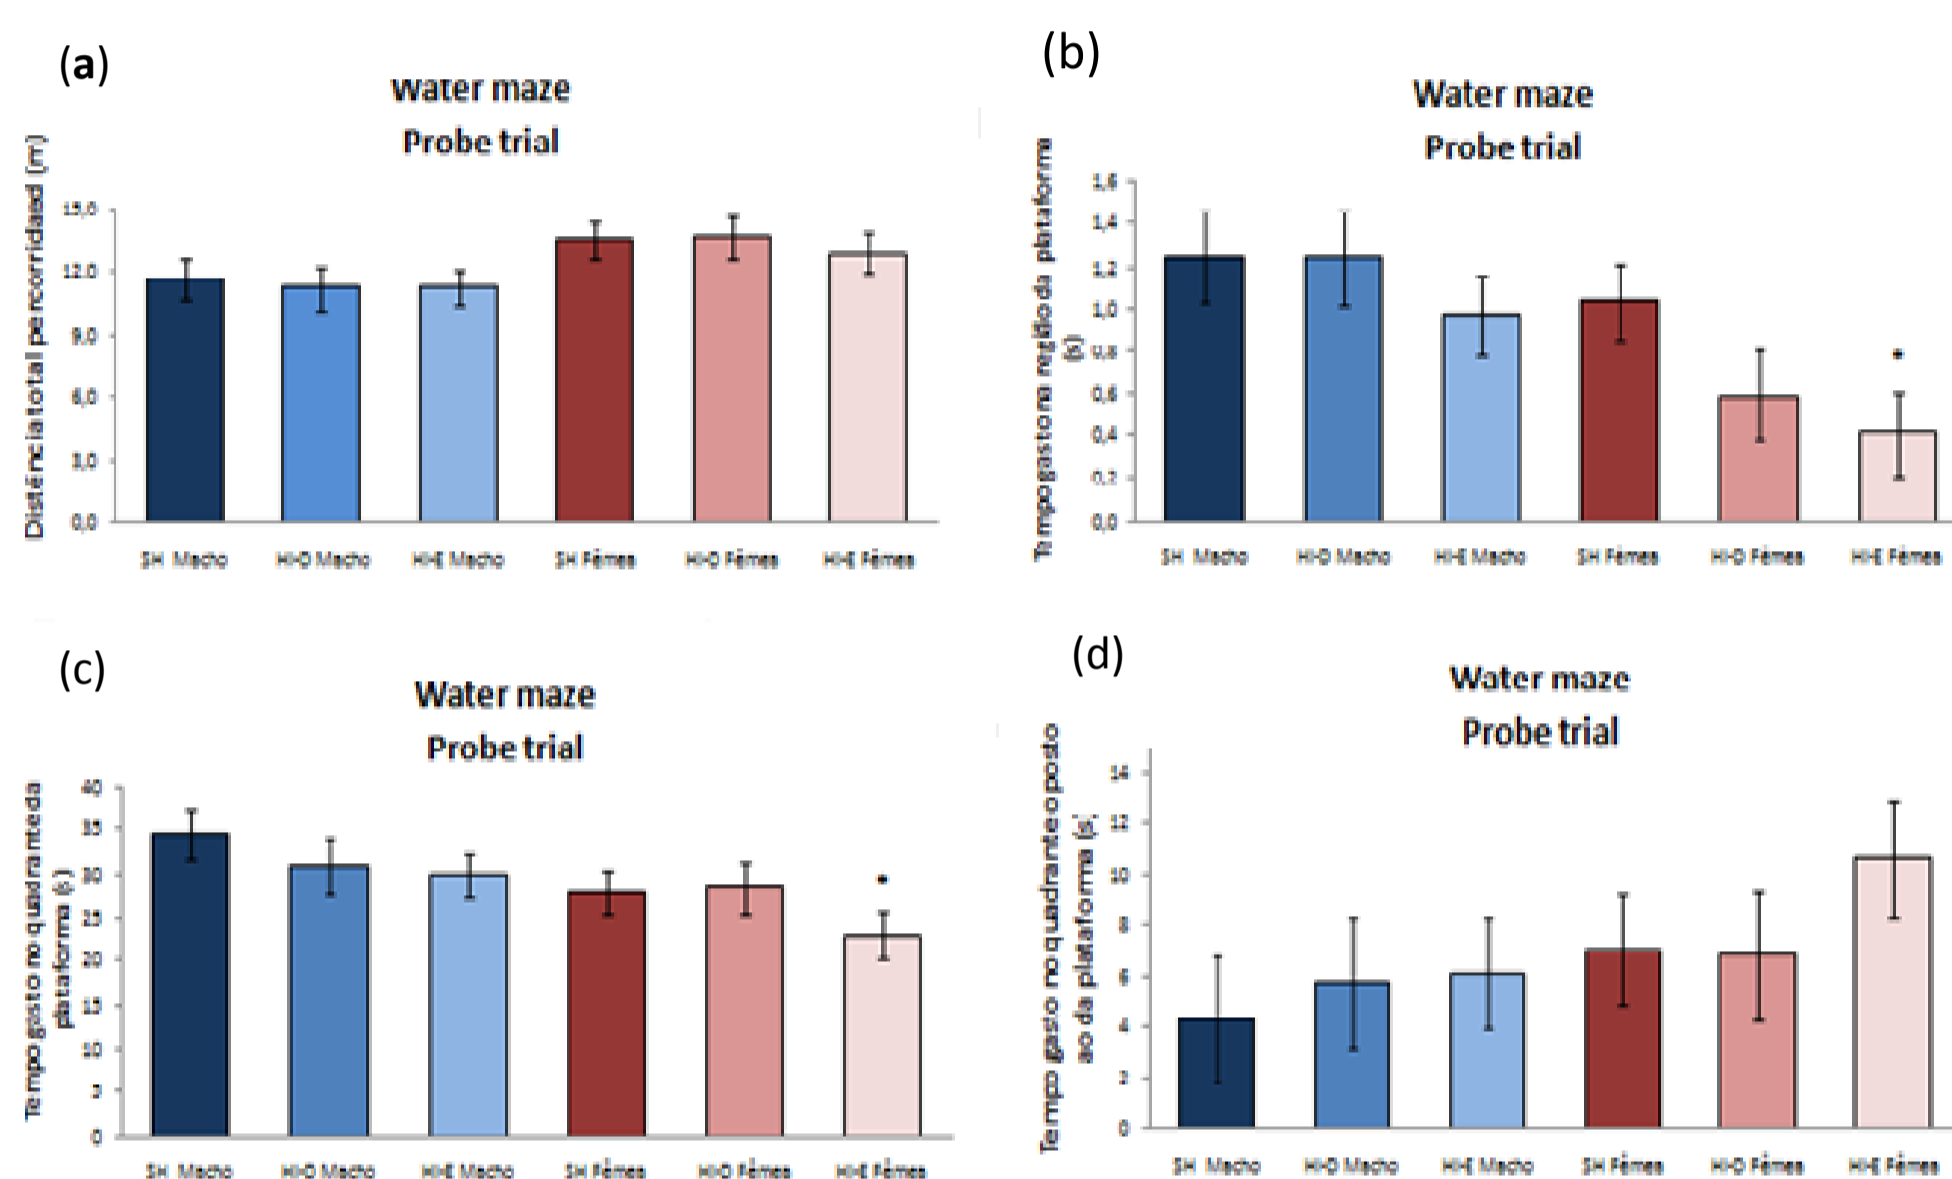 (a)
Water maze
Probe trial
Distência total percorridasd (m)
15,0
12,0
9,0
6,0
3,0
0,0
SH Macho
HI-D Macho
HI-E Macho
SH Fêmea
HI-D Fêmea
HI-E Fêmea
(b)
Water maze
Probe trial
Tempo gasto na região da plataforma
(s)
1,6
1,4
1,2
1,0
0,8
0,6
0,4
0,2
0,0
SH Macho
HI-D Macho
HI-E Macho
SH Fêmea
HI-D Fêmea
HI-E Fêmea
(c)
Water maze
Probe trial
Tempo gasto no quadrante da
plataforma (s)
40
35
30
25
20
15
10
5
0
SH Macho
HI-D Macho
HI-E Macho
SH Fêmea
HI-D Fêmea
HI-E Fêmea
(d)
Water maze
Probe trial
Tempo gasto no quadrante oposto
ao da plataforma (s)
14
12
10
8
6
4
2
0
SH Macho
HI-D Macho
HI-E Macho
SH Fêmea
HI-D Fêmea
HI-E Fêmea